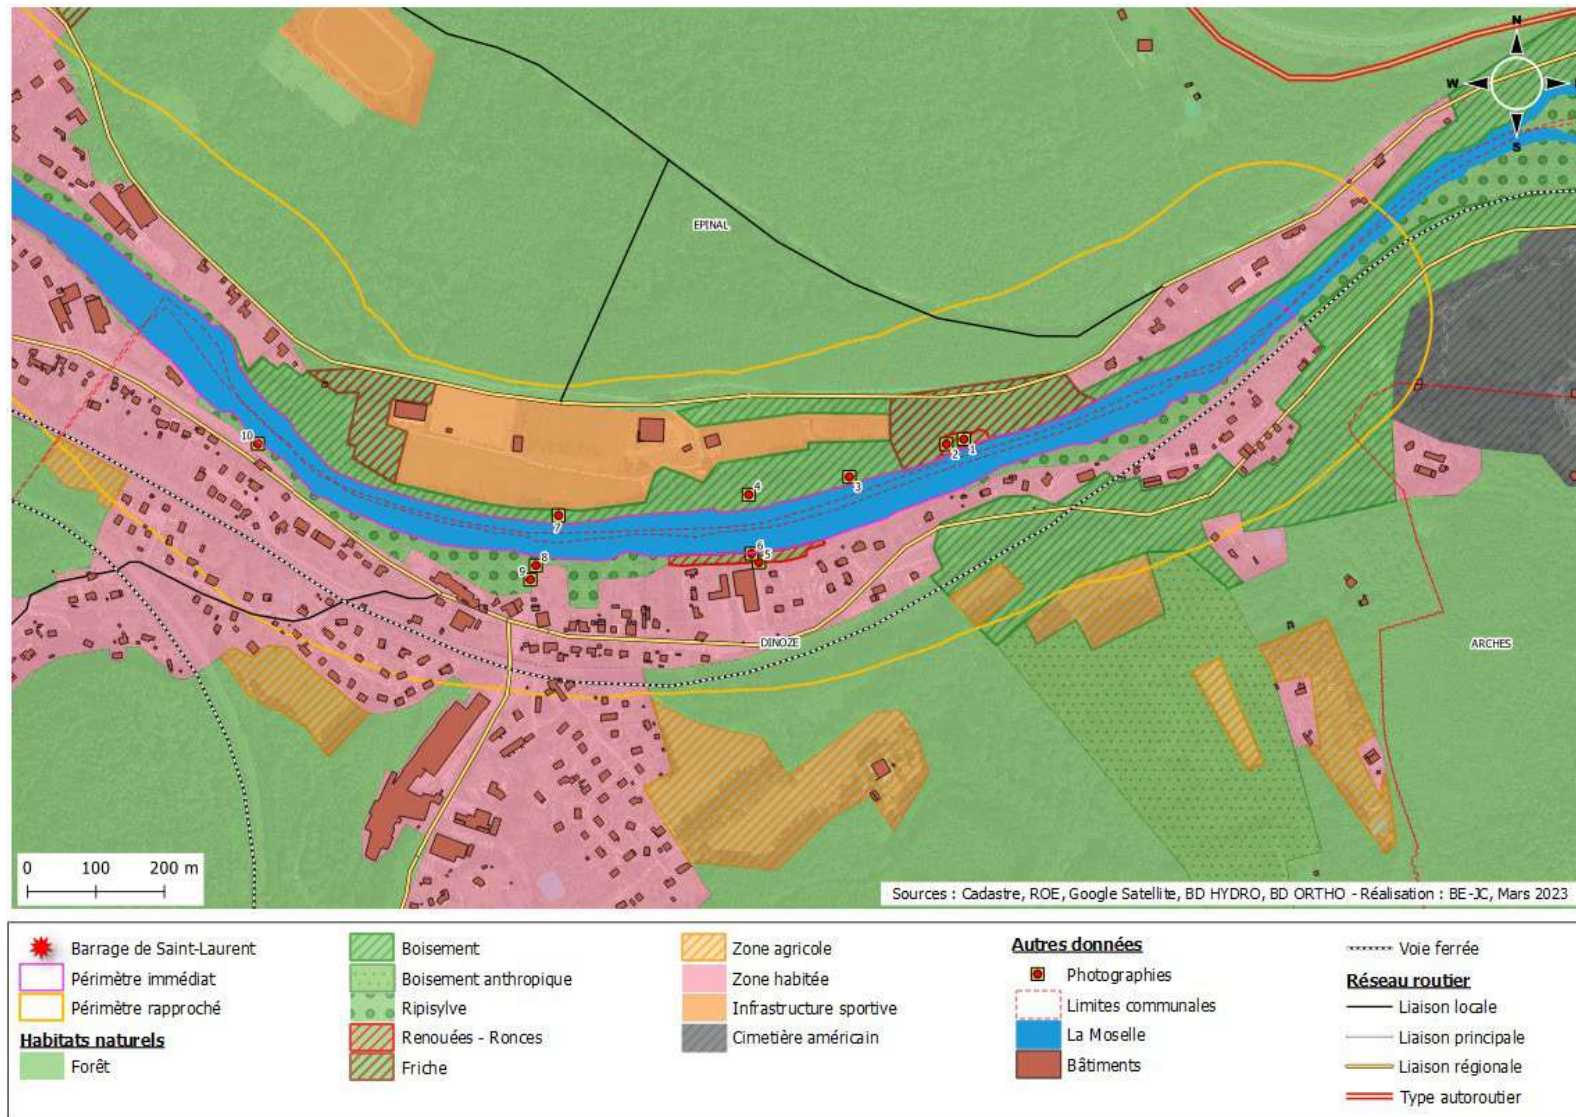 N
W
S
EPINAL
10
4
3
2
1
7
6
5
8
9
DINOZE
ARCHES
0 100 200 m
Sources : Cadastre, ROE, Google Satellite, BD HYDRO, BD ORTHO - Réalisation : BE-JC, Mars 2023
Barrage de Saint-Laurent
Périmètre immédiat
Périmètre rapproché
Habitats naturels
Forêt
Boisement
Boisement anthropique
Ripisylve
Renouées - Ronces
Friche
Zone agricole
Zone habitée
Infrastructure sportive
Cimetière américain
Autres données
Photographies
Limites communales
La Moselle
Bâtiments
Voie ferrée
Réseau routier
Liaison locale
Liaison principale
Liaison régionale
Type autoroutier